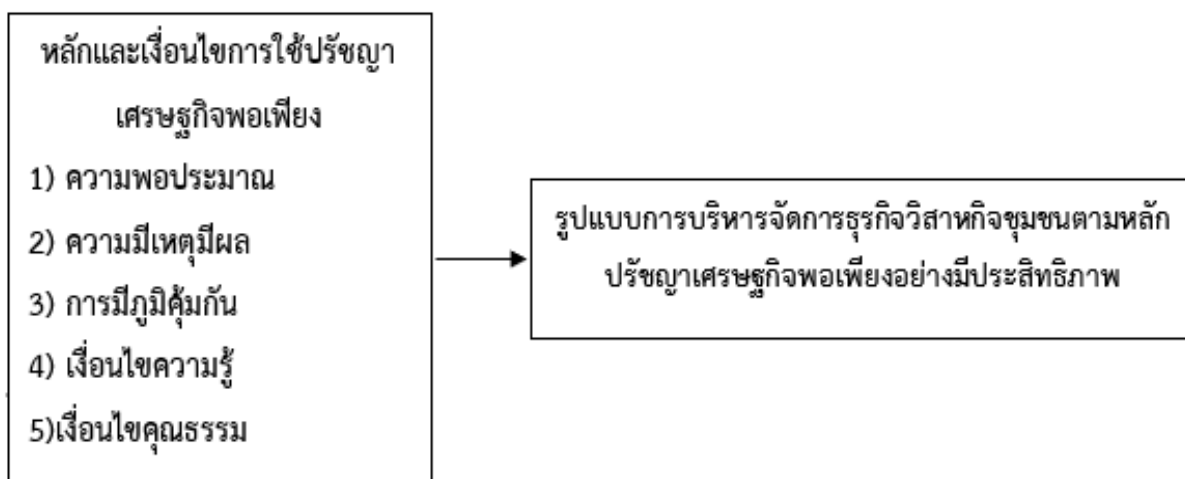 หลักและเงื่อนไขการใช้ปรัชญา
เศรษฐกิจพอเพียง
1) ความพอประมาณ
2) ความมีเหตุมีผล
3) การมีภูมิคุ้มกัน
4) เงื่อนไขความรู้
5)เงื่อนไขคุณธรรม
รูปแบบการบริหารจัดการธุรกิจวิสาหกิจชุมชนตามหลัก
ปรัชญาเศรษฐกิจพอเพียงอย่างมีประสิทธิภาพ